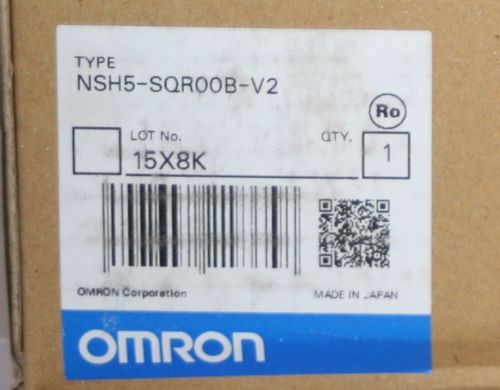 TYPE
NSH5-SQR00B-V2
Ro
LOT No.
QTY.
15X8K
1
OMRON Corporation
MADE IN JAPAN
OMRON